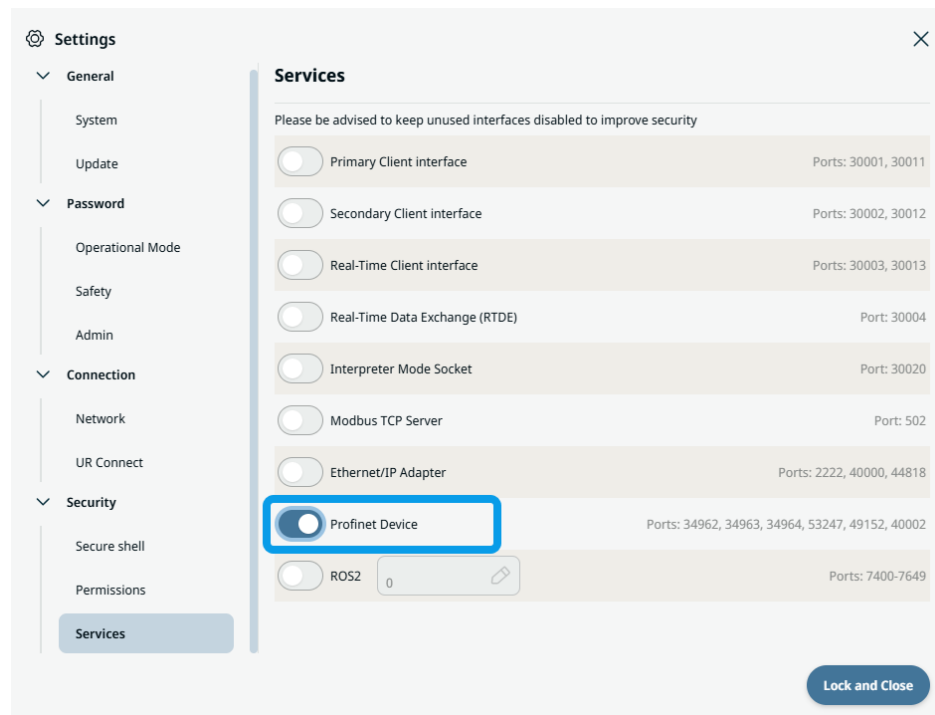 Settings
General
System
Update
Password
Operational Mode
Safety
Admin
Connection
Network
UR Connect
Security
Secure shell
Permissions
Services
Services
Please be advised to keep unused interfaces disabled to improve security
Primary Client interface Ports: 30001, 30011
Secondary Client interface Ports: 30002, 30012
Real-Time Client interface Ports: 30003, 30013
Real-Time Data Exchange (RTDE) Port: 30004
Interpreter Mode Socket Port: 30020
Modbus TCP Server Port: 502
Ethernet/IP Adapter Ports: 2222, 40000, 44818
Profinet Device Ports: 34962, 34963, 34964, 53247, 49152, 40002
ROS2 0 Ports: 7400-7649
Lock and Close